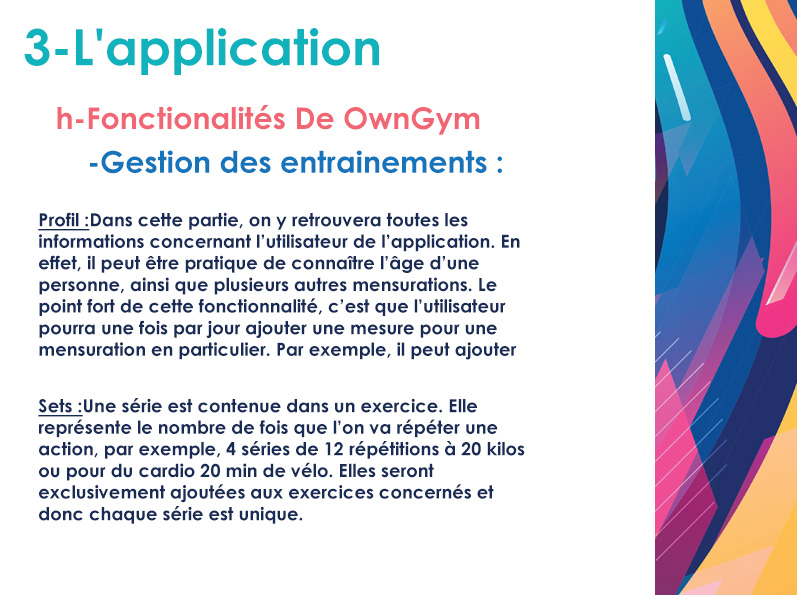 3-L'application
h-Fonctionalités De OwnGym
-Gestion des entrainements :
Profil :Dans cette partie, on y retrouvera toutes les
informations concernant l’utilisateur de l’application. En
effet, il peut être pratique de connaître l’âge d’une
personne, ainsi que plusieurs autres mensurations. Le
point fort de cette fonctionnalité, c’est que l’utilisateur
pourra une fois par jour ajouter une mesure pour une
mensuration en particulier. Par exemple, il peut ajouter
Sets :Une série est contenue dans un exercice. Elle
représente le nombre de fois que l’on va répéter une
action, par exemple, 4 séries de 12 répétitions à 20 kilos
ou pour du cardio 20 min de vélo. Elles seront
exclusivement ajoutées aux exercices concernés et
donc chaque série est unique.